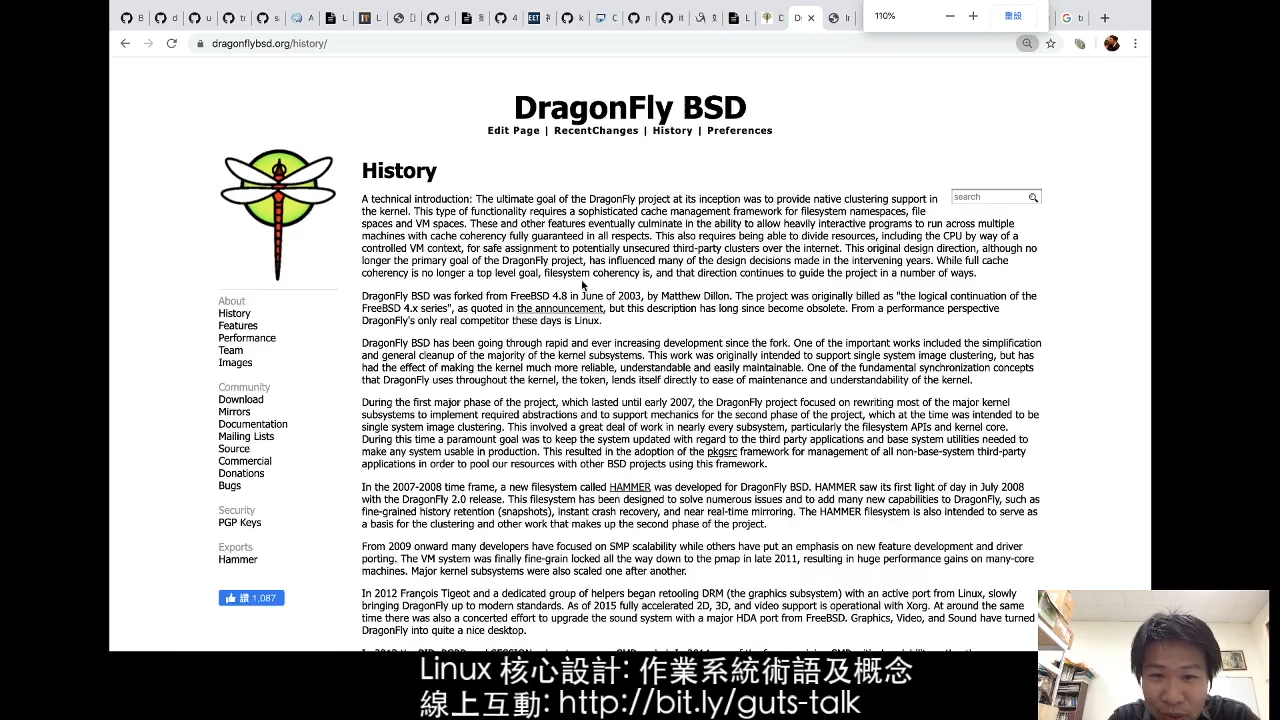 110%
重設
dragonflybsd.org/history/
DragonFly BSD
Edit Page | RecentChanges | History | Preferences
History
search
A technical introduction: The ultimate goal of the DragonFly project at its inception was to provide native clustering support in
the kernel. This type of functionality requires a sophisticated cache management framework for filesystem namespaces, file
spaces and VM spaces. These and other features eventually culminate in the ability to allow heavily interactive programs to run across multiple
machines with cache coherency fully guaranteed in all respects. This also requires being able to divide resources, including the CPU by way of a
controlled VM context, for safe assignment to potentially unsecured third-party clusters over the internet. This original design direction, although no
longer the primary goal of the DragonFly project, has influenced many of the design decisions made in the intervening years. While full cache
coherency is no longer a top level goal, filesystem coherency is, and that direction continues to guide the project in a number of ways.
DragonFly BSD was forked from FreeBSD 4.8 in June of 2003, by Matthew Dillon. The project was originally billed as "the logical continuation of the
FreeBSD 4.x series", as quoted in the announcement, but this description has long since become obsolete. From a performance perspective
DragonFly's only real competitor these days is Linux.
DragonFly BSD has been going through rapid and ever increasing development since the fork. One of the important works included the simplification
and general cleanup of the majority of the kernel subsystems. This work was originally intended to support single system image clustering, but has
had the effect of making the kernel much more reliable, understandable and easily maintainable. One of the fundamental synchronization concepts
that DragonFly uses throughout the kernel, the token, lends itself directly to ease of maintenance and understandability of the kernel.
During the first major phase of the project, which lasted until early 2007, the DragonFly project focused on rewriting most of the major kernel
subsystems to implement required abstractions and to support mechanics for the second phase of the project, which at the time was intended to be
single system image clustering. This involved a great deal of work in nearly every subsystem, particularly the filesystem APIs and kernel core.
During this time a paramount goal was to keep the system updated with regard to the third party applications and base system utilities needed to
make any system usable in production. This resulted in the adoption of the pkgsrc framework for management of all non-base-system third-party
applications in order to pool our resources with other BSD projects using this framework.
In the 2007-2008 time frame, a new filesystem called HAMMER was developed for DragonFly BSD. HAMMER saw its first light of day in July 2008
with the DragonFly 2.0 release. This filesystem has been designed to solve numerous issues and to add many new capabilities to DragonFly, such as
fine-grained history retention (snapshots), instant crash recovery, and near real-time mirroring. The HAMMER filesystem is also intended to serve as
a basis for the clustering and other work that makes up the second phase of the project.
From 2009 onward many developers have focused on SMP scalability while others have put an emphasis on new feature development and driver
porting. The VM system was finally fine-grain locked all the way down to the pmap in late 2011, resulting in huge performance gains on many-core
machines. Major kernel subsystems were also scaled one after another.
In 2012 François Tigeot and a dedicated group of helpers began retooling DRM (the graphics subsystem) with an active port from Linux, slowly
bringing DragonFly up to modern standards. As of 2015 fully accelerated 2D, 3D, and video support is operational with Xorg. At around the same
time there was also a concerted effort to upgrade the sound system with a major HDA port from FreeBSD. Graphics, Video, and Sound have turned
DragonFly into quite a nice desktop.
About
History
Features
Performance
Team
Images
Community
Download
Mirrors
Documentation
Mailing Lists
Source
Commercial
Donations
Bugs
Security
PGP Keys
Exports
Hammer
讚 1,087
Linux 核心設計: 作業系統術語及概念
線上互動: http://bit.ly/guts-talk